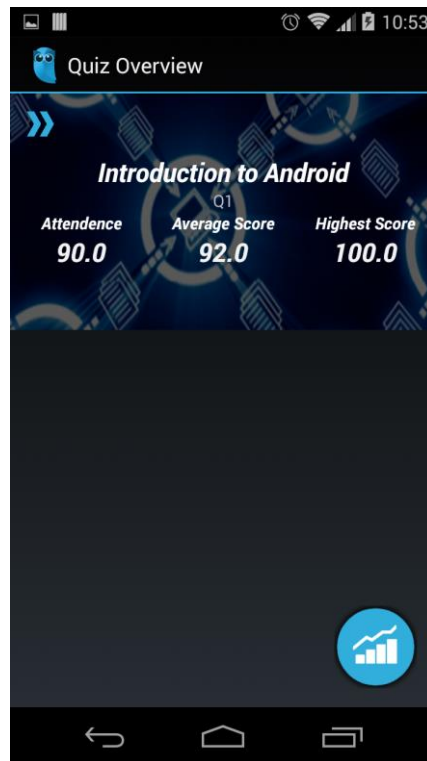 10:53
Quiz Overview
Introduction to Android
Q1
Attendence Average Score Highest Score
90.0 92.0 100.0